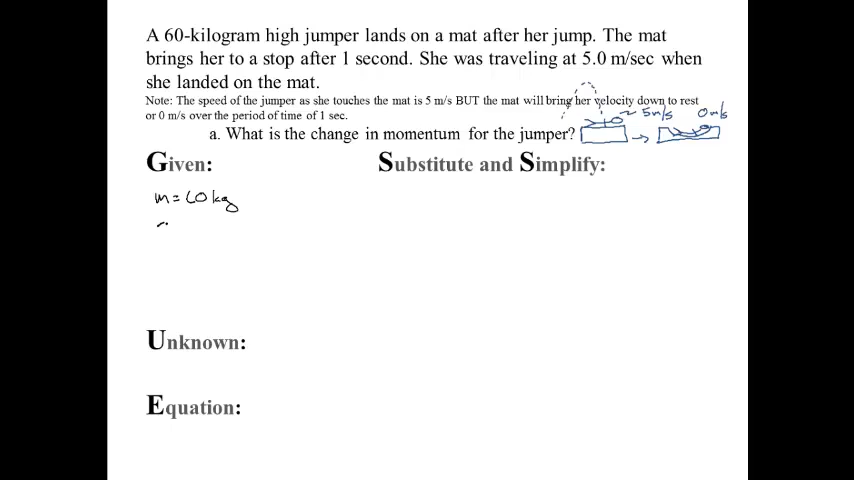 A 60-kilogram high jumper lands on a mat after her jump. The mat
brings her to a stop after 1 second. She was traveling at 5.0 m/sec when
she landed on the mat.
Note: The speed of the jumper as she touches the mat is 5 m/s BUT the mat will bring her velocity down to rest
or 0 m/s over the period of time of 1 sec.
~ 5m/s 0m/s
a. What is the change in momentum for the jumper?
Given:
Substitute and Simplify:
m = 60 kg
Unknown:
Equation: